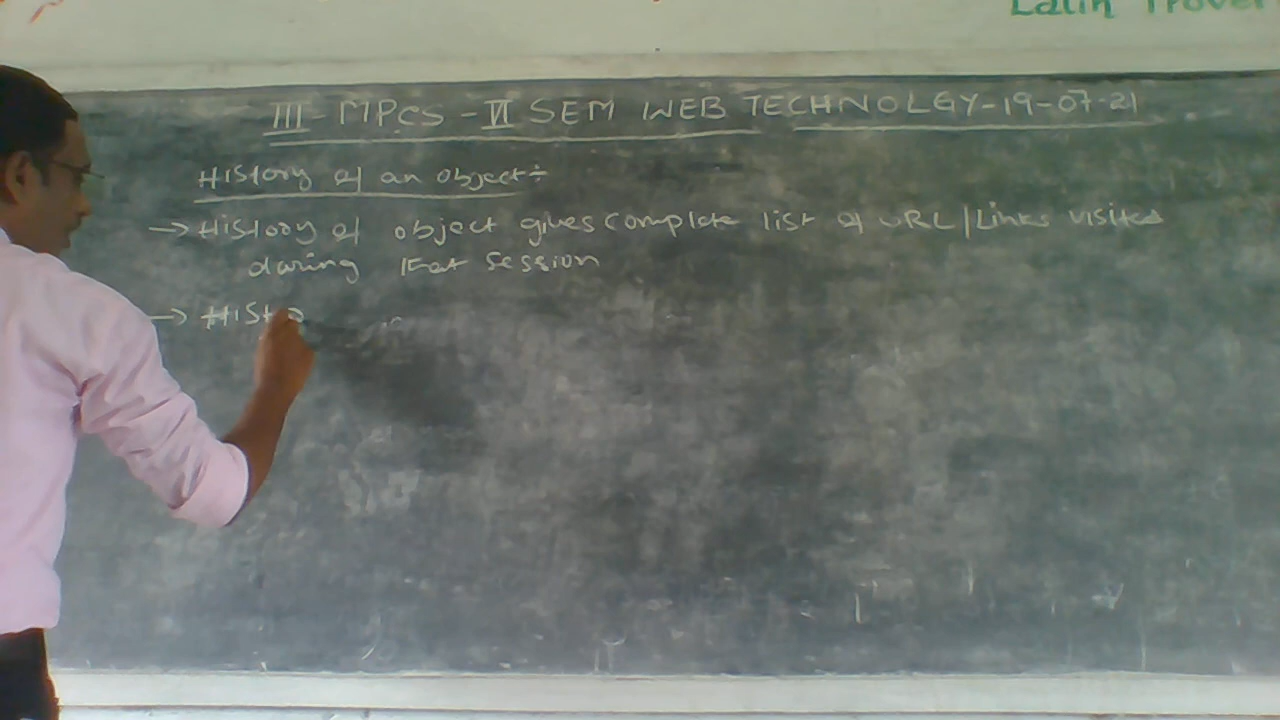 Latin Prover
III - MPCS - VI SEM WEB TECHNOLGY-19-07-21
History of an object÷
→ History of object gives complete list of URL/Links visited
during that session
→ Histo